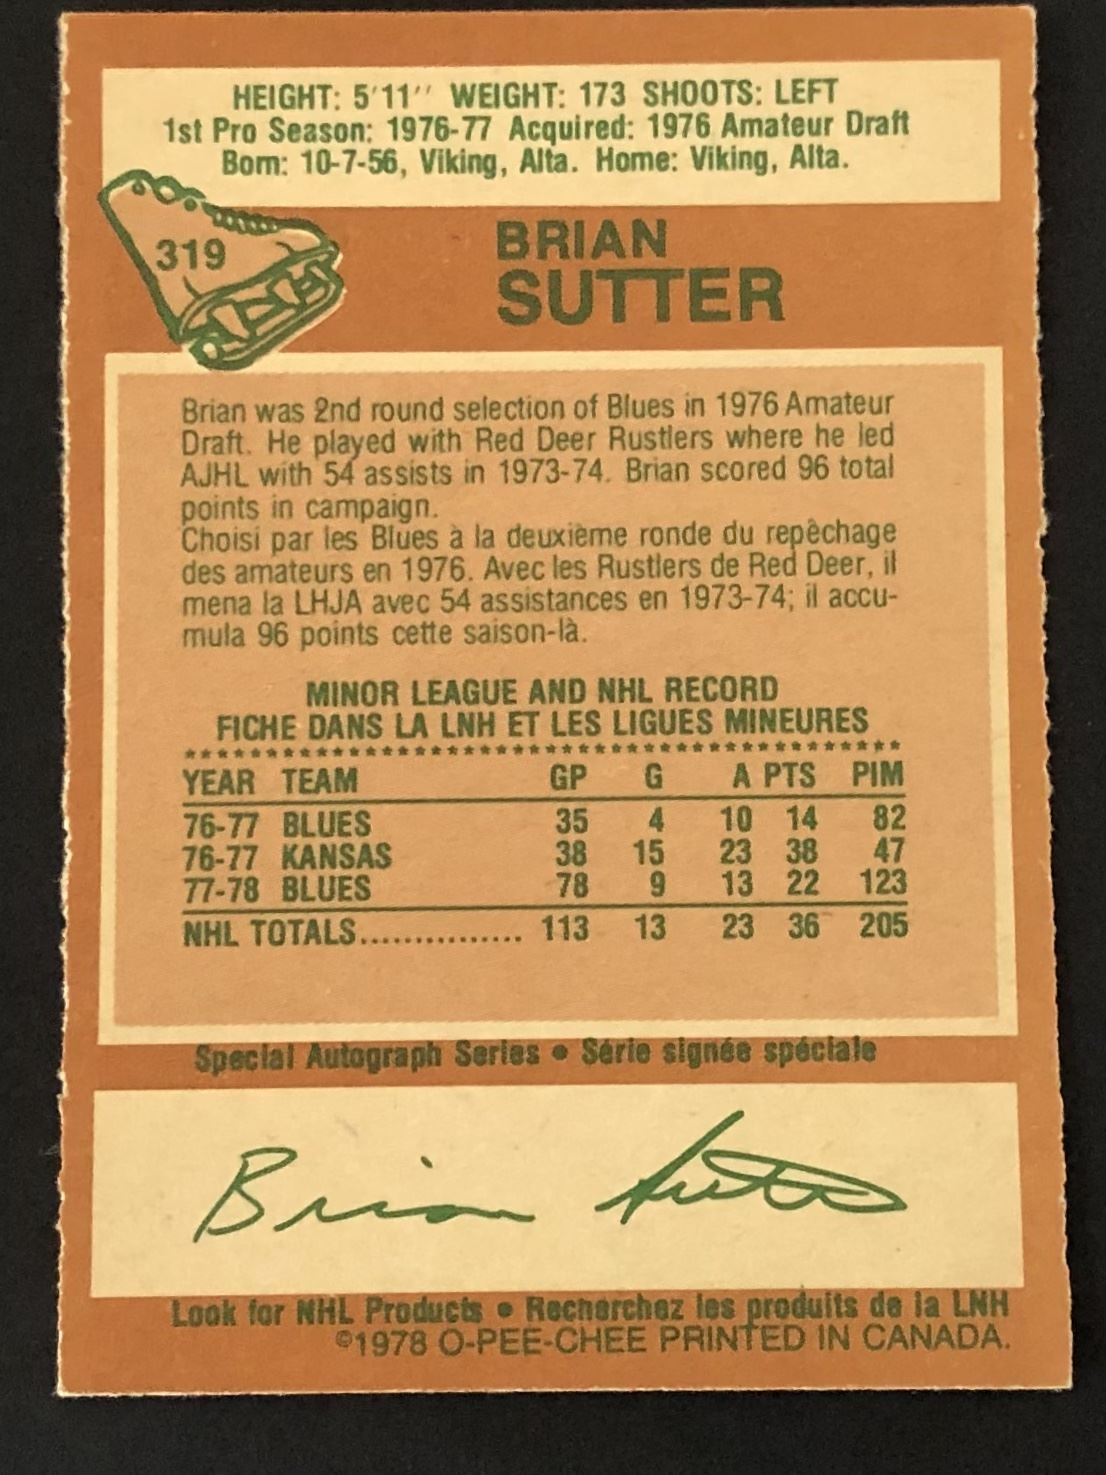 HEIGHT: 5'11'' WEIGHT: 173 SHOOTS: LEFT
1st Pro Season: 1976-77 Acquired: 1976 Amateur Draft
Born: 10-7-56, Viking, Alta. Home: Viking, Alta.
319
BRIAN
SUTTER
Brian was 2nd round selection of Blues in 1976 Amateur
Draft. He played with Red Deer Rustlers where he led
AJHL with 54 assists in 1973-74. Brian scored 96 total
points in campaign.
Choisi par les Blues à la deuxième ronde du repêchage
des amateurs en 1976. Avec les Rustlers de Red Deer, il
mena la LHJA avec 54 assistances en 1973-74; il accu-
mula 96 points cette saison-là.
MINOR LEAGUE AND NHL RECORD
FICHE DANS LA LNH ET LES LIGUES MINEURES
YEAR TEAM GP G A PTS PIM
76-77 BLUES 35 4 10 14 82
76-77 KANSAS 38 15 23 38 47
77-78 BLUES 78 9 13 22 123
NHL TOTALS............... 113 13 23 36 205
Special Autograph Series • Série signée spéciale
Brian Sutter
Look for NHL Products • Recherchez les produits de la LNH
©1978 O-PEE-CHEE PRINTED IN CANADA.